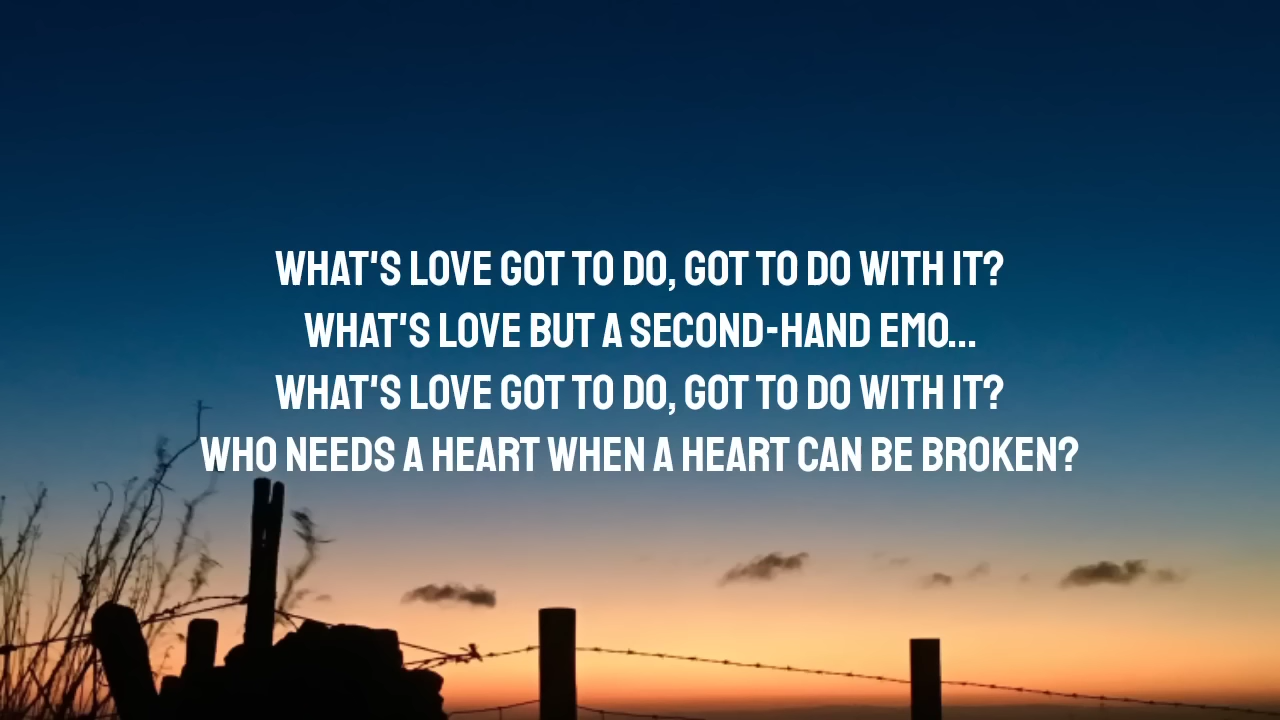 WHAT'S LOVE GOT TO DO, GOT TO DO WITH IT?
WHAT'S LOVE BUT A SECOND-HAND EMO...
WHAT'S LOVE GOT TO DO, GOT TO DO WITH IT?
WHO NEEDS A HEART WHEN A HEART CAN BE BROKEN?